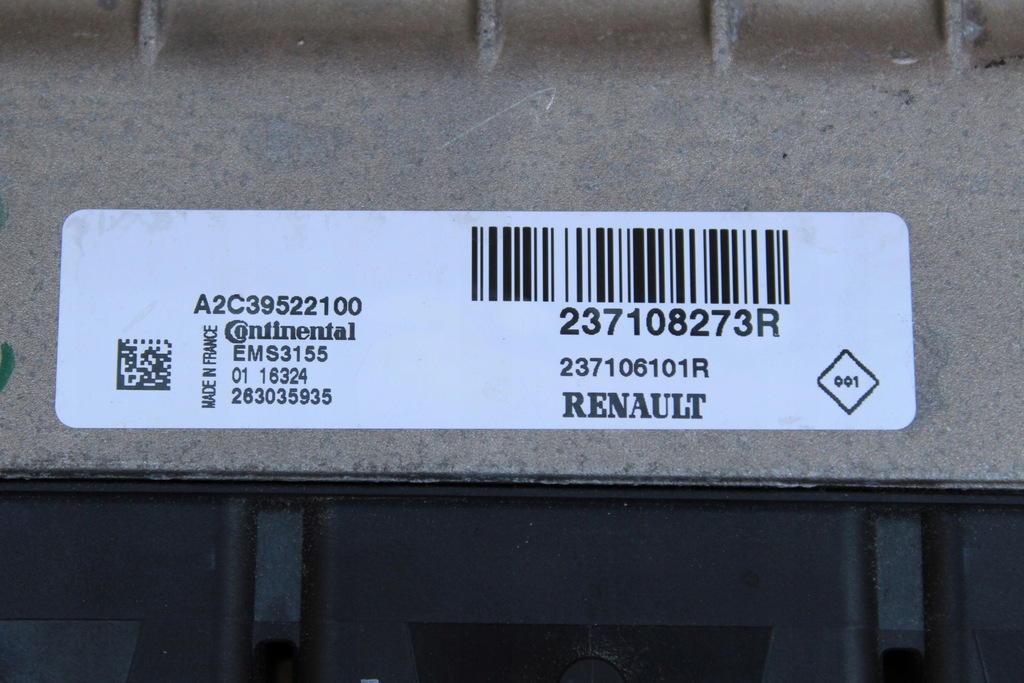 A2C39522100
Continental
EMS3155
01 16324
263035935
MADE IN FRANCE
237108273R
237106101R
RENAULT
001